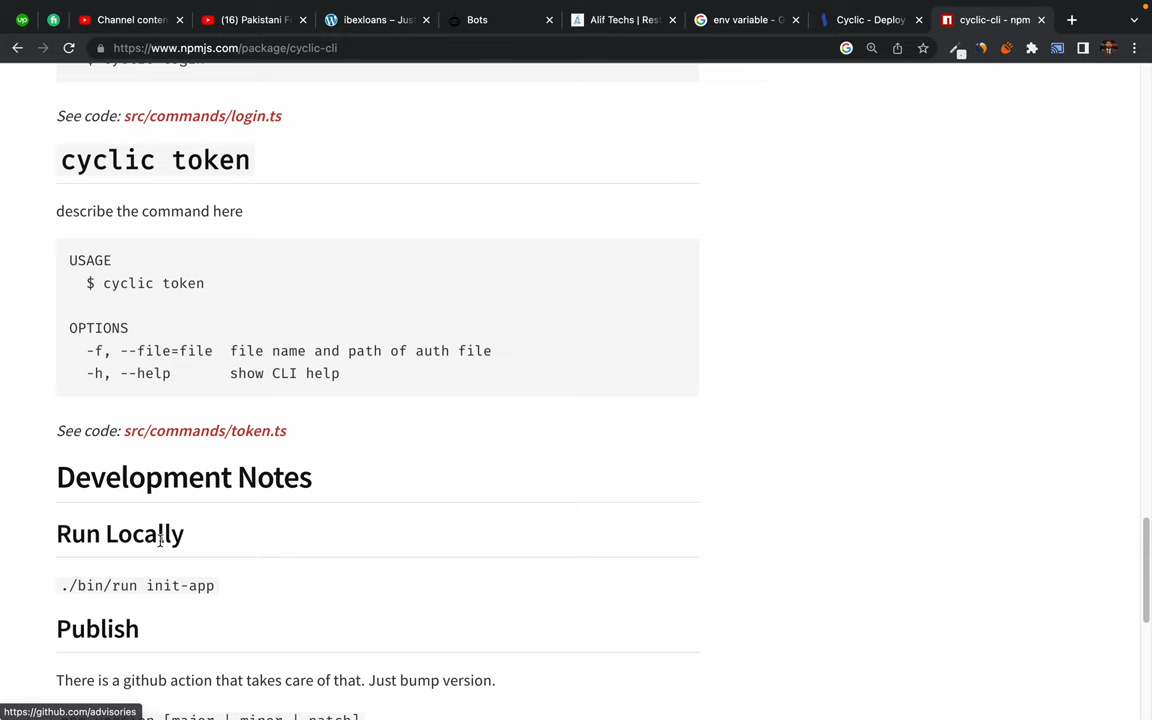 Channel conten
(16) Pakistani F
ibexloans – Jus
Bots
Alif Techs | Res
env variable - G
Cyclic - Deploy
cyclic-cli - npm
https://www.npmjs.com/package/cyclic-cli
See code: src/commands/login.ts
cyclic token
describe the command here
USAGE
$ cyclic token
OPTIONS
-f, --file=file file name and path of auth file
-h, --help show CLI help
See code: src/commands/token.ts
Development Notes
Run Locally
./bin/run init-app
Publish
There is a github action that takes care of that. Just bump version.
[major | minor | patch]
https://github.com/advisories